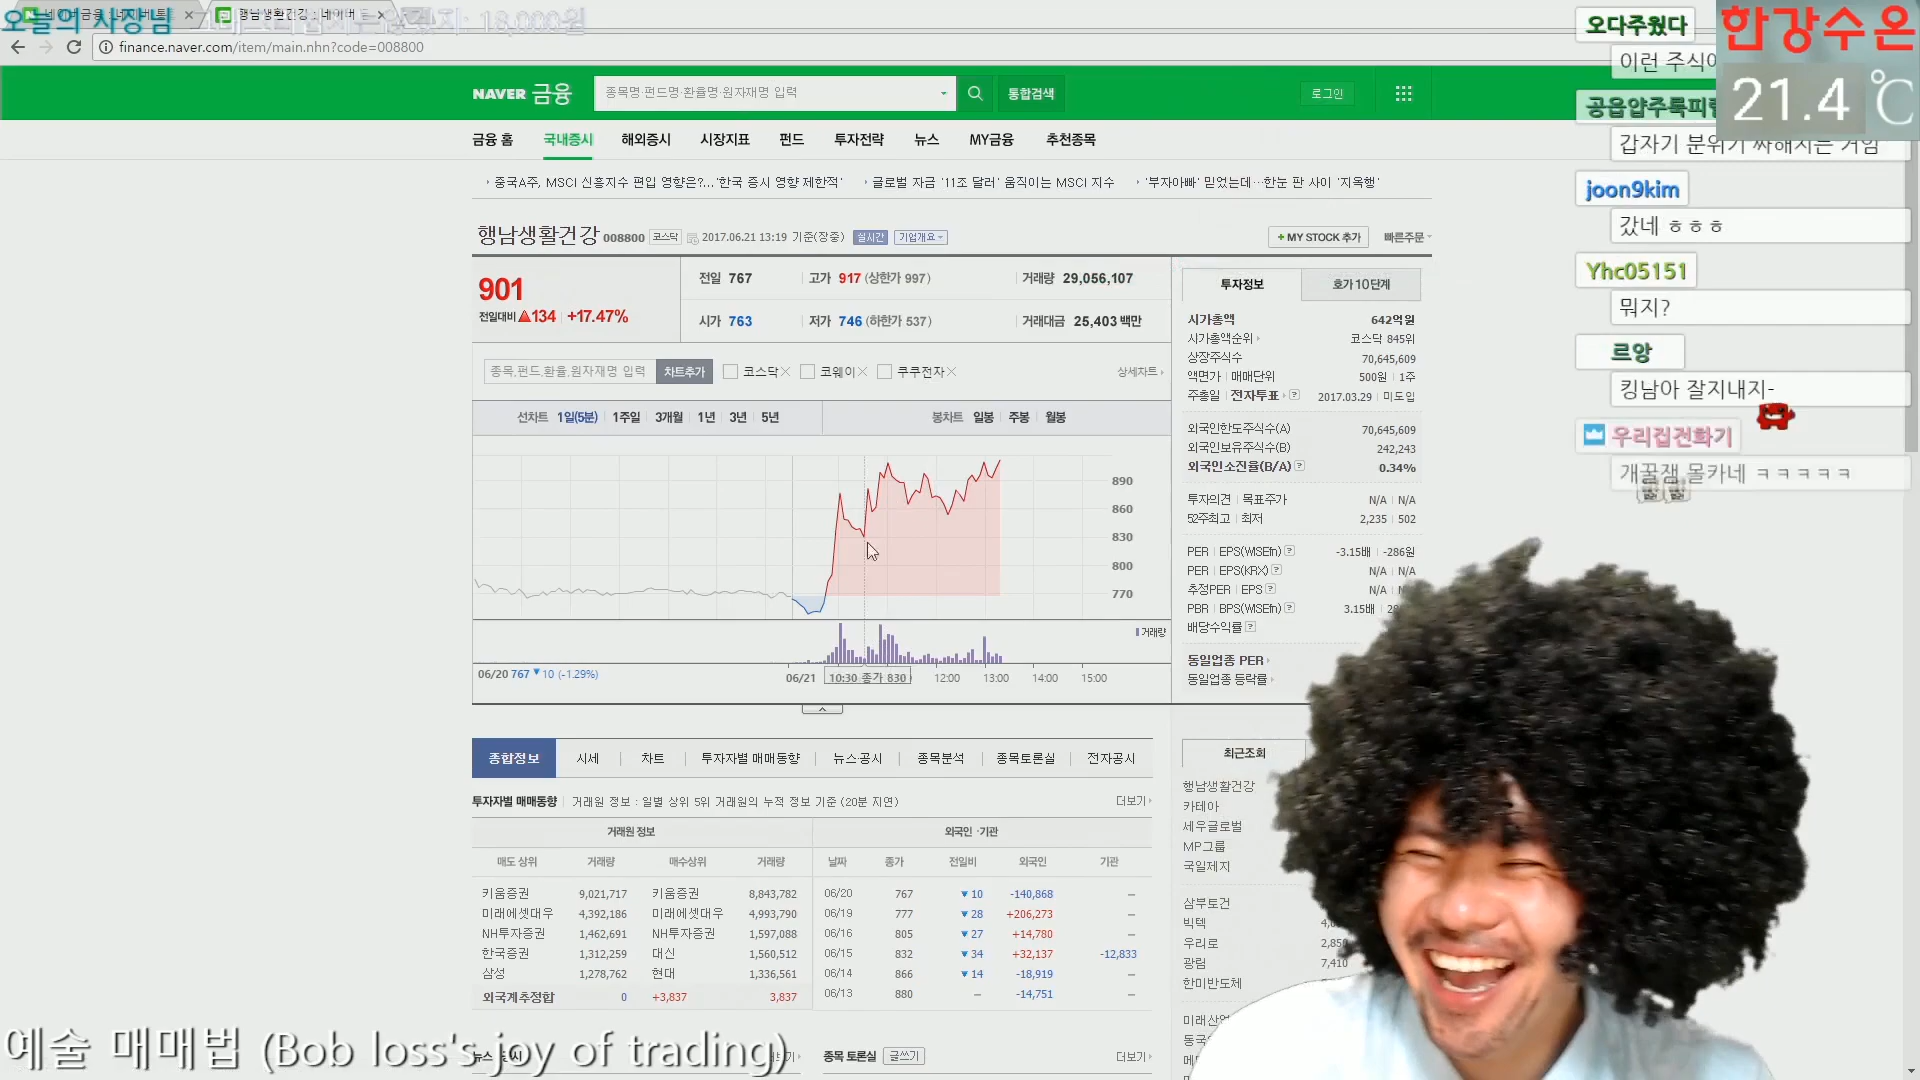 오늘의 사장님
finance.naver.com/item/main.nhn?code=008800
NAVER 금융
종목명·펀드명·환율명·원자재명 입력
통합검색
로그인
금융 홈 국내증시 해외증시 시장지표 펀드 투자전략 뉴스 MY금융 추천종목
중국A주, MSCI 신흥지수 편입 영향은?…'한국 증시 영향 제한적'
글로벌 자금 '11조 달러' 움직이는 MSCI 지수
'부자아빠' 믿었는데…한눈 판 사이 '지옥행'
행남생활건강 008800 코스닥 2017.06.21 13:19 기준(장중) 실시간 기업개요
+ MY STOCK 추가 빠른주문
901
전일대비 ▲134 +17.47%
전일 767 고가 917 (상한가 997) 거래량 29,056,107
시가 763 저가 746 (하한가 537) 거래대금 25,403 백만
종목,펀드,환율,원자재명 입력 차트추가 코스닥 코웨이 쿠쿠전자 상세차트
선차트 1일(5분) 1주일 3개월 1년 3년 5년 봉차트 일봉 주봉 월봉
890
860
830
800
770
거래량
06/20 767 ▼10 (-1.29%)
06/21 10:30 종가 830 12:00 13:00 14:00 15:00
투자정보 호가 10단계
시가총액 642억원
시가총액순위 코스닥 845위
상장주식수 70,645,609
액면가 매매단위 500원 1주
주총일 전자투표 2017.03.29 미도입
외국인한도주식수(A) 70,645,609
외국인보유주식수(B) 242,243
외국인소진율(B/A) 0.34%
투자의견 목표주가 N/A N/A
52주최고 최저 2,235 502
PER EPS(WISEfn) -3.15배 -286원
PER EPS(KRX) N/A N/A
추정PER EPS N/A N/
PBR BPS(WISEfn) 3.15배
배당수익률
동일업종 PER
동일업종 등락률
종합정보 시세 차트 투자자별 매매동향 뉴스·공시 종목분석 종목토론실 전자공시
투자자별 매매동향 거래원 정보 : 일별 상위 5위 거래원의 누적 정보 기준 (20분 지연) 더보기
거래원 정보
매도 상위 거래량 매수상위 거래량
키움증권 9,021,717 키움증권 8,843,782
미래에셋대우 4,392,186 미래에셋대우 4,993,790
NH투자증권 1,462,691 NH투자증권 1,597,088
한국증권 1,312,259 대신 1,560,512
삼성 1,278,762 현대 1,336,561
외국계추정합 0 +3,837 3,837
외국인·기관
날짜 종가 전일비 외국인 기관
06/20 767 ▼10 -140,868 –
06/19 777 ▼28 +206,273 –
06/16 805 ▼27 +14,780 –
06/15 832 ▼34 +32,137 -12,833
06/14 866 ▼14 -18,919 –
06/13 880 – -14,751 –
종목 토론실 글쓰기 더보기
최근조회
행남생활건강
카테아
세우글로벌
MP그룹
국일제지
삼부토건
빅텍
우리로 2,850
광림 7,410
한미반도체
미래산업
예술 매매법 (Bob loss's joy of trading)
한강수온
21.4 ℃
오다주웠다
이런 주식이
갑자기 분위기 싸해지는 거임
joon9kim
갔네 ㅎㅎㅎ
Yhc05151
뭐지?
르앙
킹남아 잘지내지-
우리집전화기
개꿀잼 몰카네 ㅋㅋㅋㅋㅋ